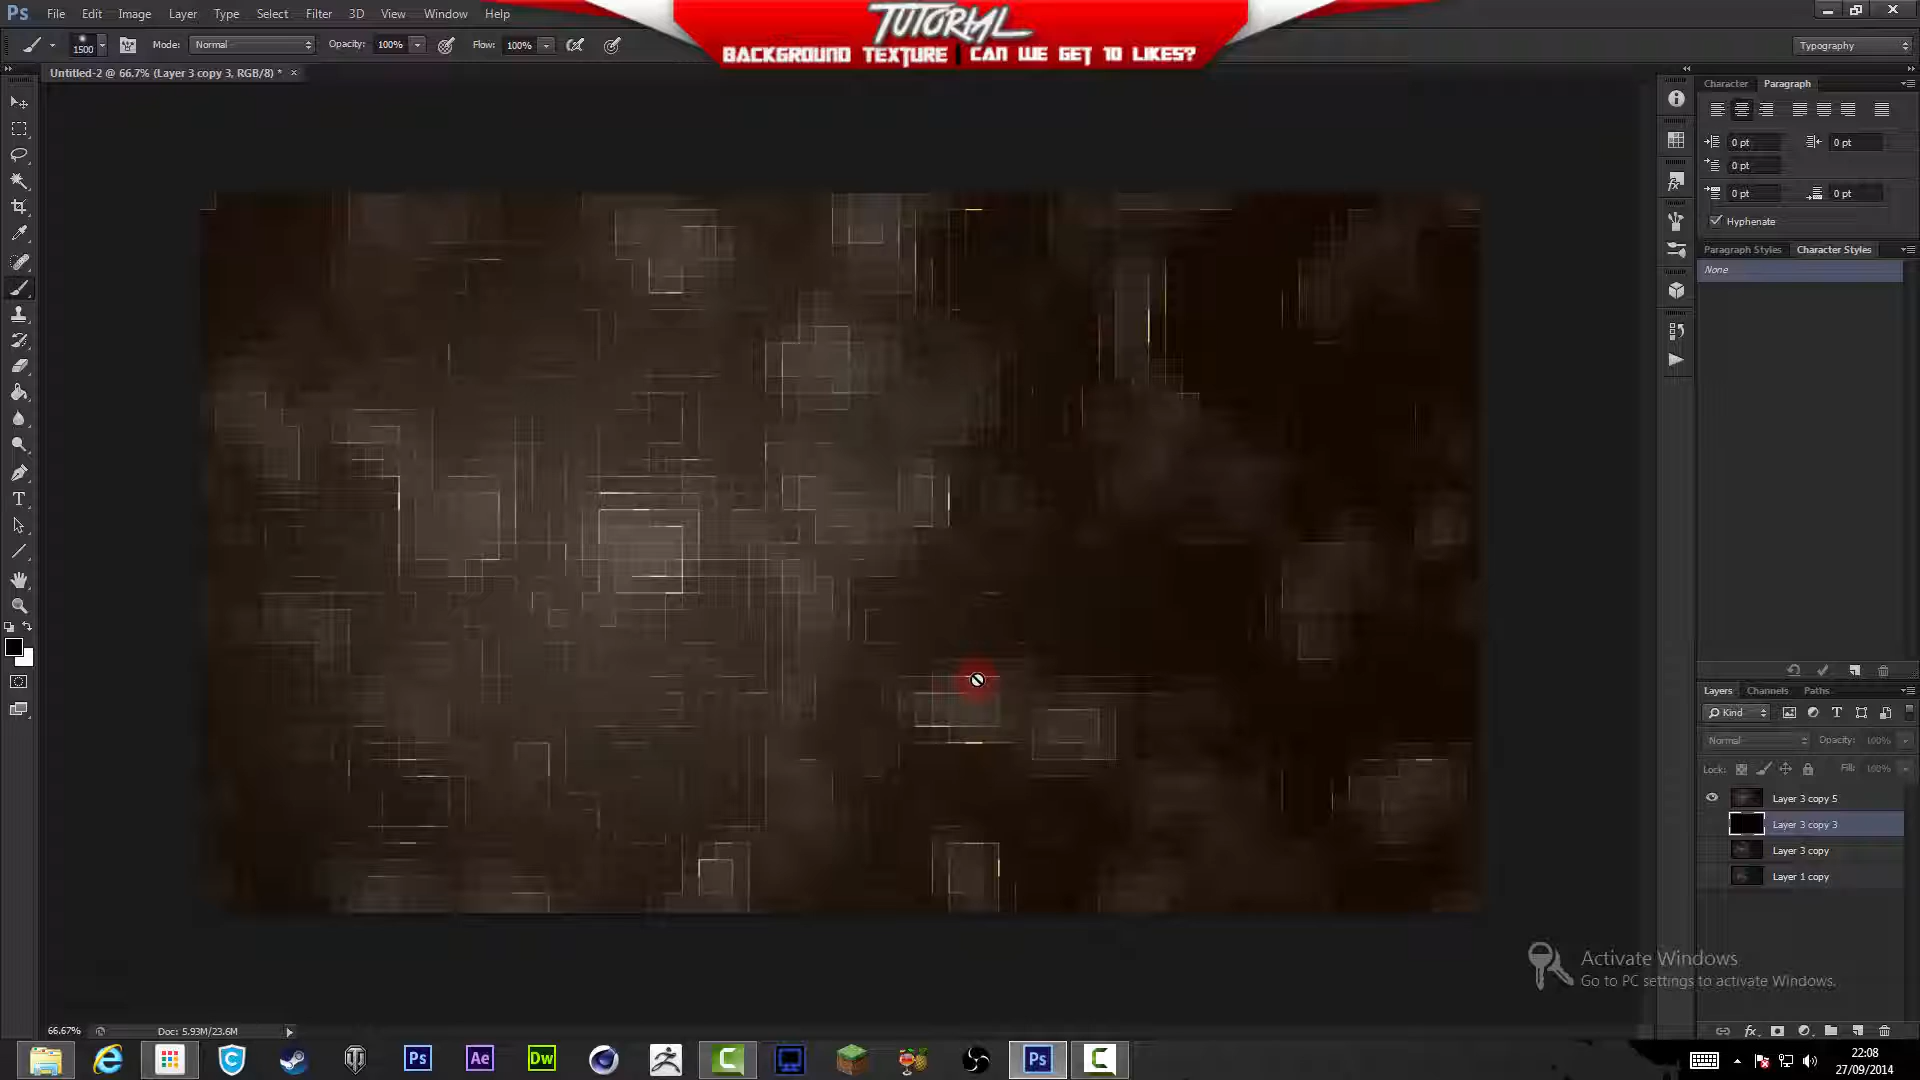 Ps File Edit Image Layer Type Select Filter 3D View Window Help
TUTORIAL
BACKGROUND TEXTURE | CAN WE GET 10 LIKES?
1500 Mode: Normal Opacity: 100% Flow: 100% Typography
Untitled-2 @ 66.7% (Layer 3 copy 3, RGB/8) * ×
Character Paragraph
0 pt 0 pt
0 pt
0 pt 0 pt
Hyphenate
Paragraph Styles Character Styles
None
Layers Channels Paths
Kind
Normal Opacity: 100%
Lock: Fill: 100%
Layer 3 copy 5
Layer 3 copy 3
Layer 3 copy
Layer 1 copy
Activate Windows
Go to PC settings to activate Windows.
66.67% Doc: 5.93M/23.6M
Ps Ae Dw Ps
22:08
27/09/2014